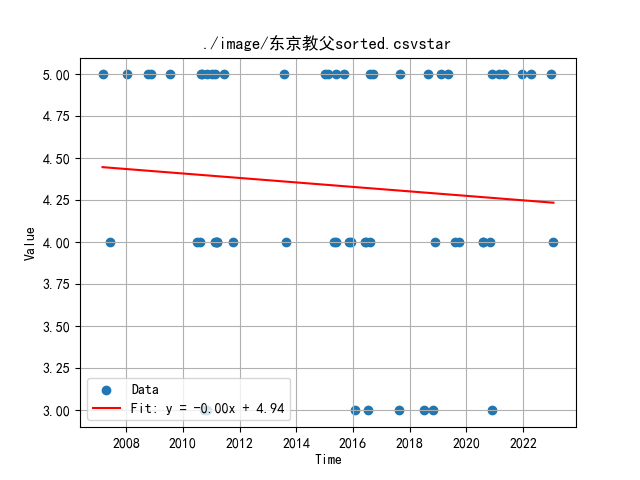 ./image/东京教父sorted.csvstar
5.00
4.75
4.50
4.25
4.00
3.75
3.50
3.25
3.00
Value
Data
Fit: y = -0.00x + 4.94
2008 2010 2012 2014 2016 2018 2020 2022
Time